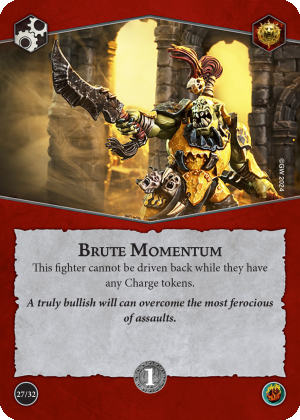 ©GW 2024
BRUTE MOMENTUM
This fighter cannot be driven back while they have
any Charge tokens.
A truly bullish will can overcome the most ferocious
of assaults.
1
27/32